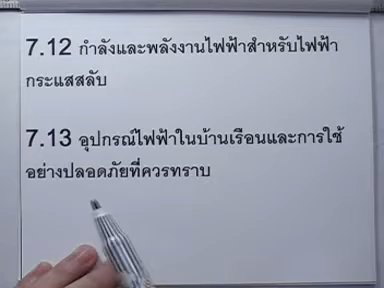 7.12 กำลังและพลังงานไฟฟ้าสำหรับไฟฟ้า
กระแสสลับ
7.13 อุปกรณ์ไฟฟ้าในบ้านเรือนและการใช้
อย่างปลอดภัยที่ควรทราบ